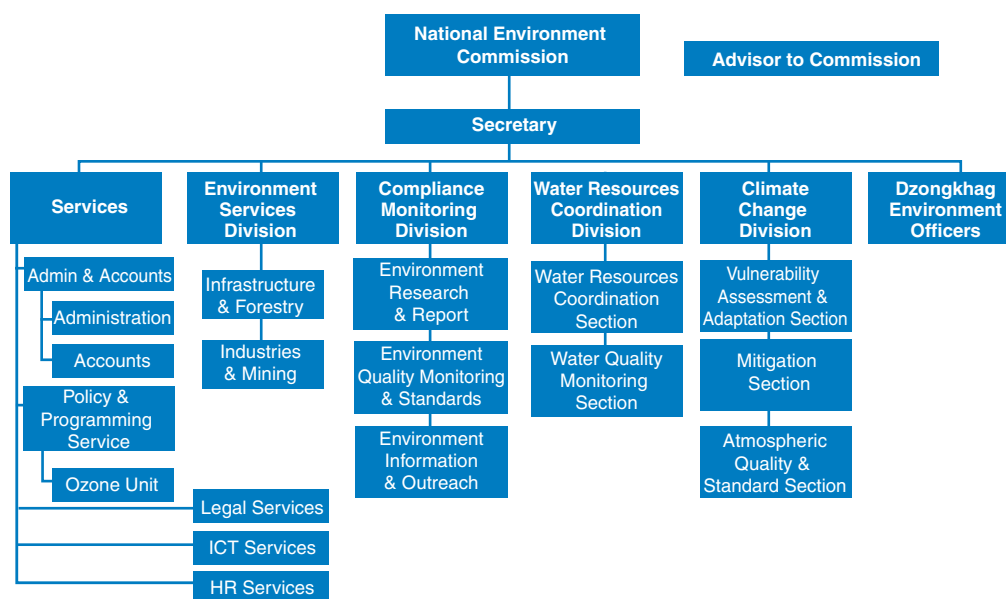 National Environment
Commission
Advisor to Commission
Secretary
Services
Environment
Services
Division
Compliance
Monitoring
Division
Water Resources
Coordination
Division
Climate
Change
Division
Dzongkhag
Environment
Officers
Admin & Accounts
Administration
Accounts
Policy &
Programming
Service
Ozone Unit
Legal Services
ICT Services
HR Services
Infrastructure
& Forestry
Industries
& Mining
Environment
Research
& Report
Environment
Quality Monitoring
& Standards
Environment
Information
& Outreach
Water Resources
Coordination
Section
Water Quality
Monitoring
Section
Vulnerability
Assessment &
Adaptation Section
Mitigation
Section
Atmospheric
Quality &
Standard Section